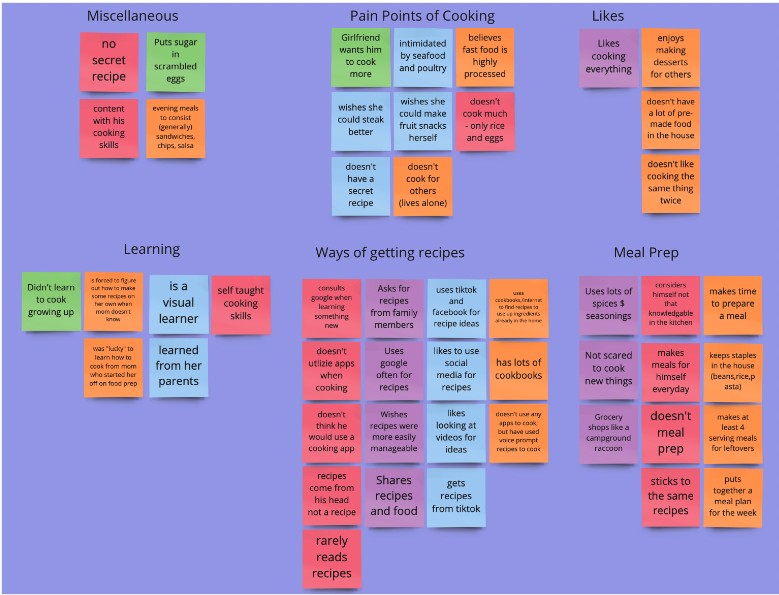 Miscellaneous
no
secret
recipe
Puts sugar
in
scrambled
eggs
content with
his cooking
skills
evening meals
to consist
(generally)
sandwiches,
chips, salsa
Pain Points of Cooking
Girlfriend
wants him
to cook
more
intimidated
by seafood
and poultry
believes
fast food is
highly
processed
wishes she
could steak
better
wishes she
could make
fruit snacks
herself
doesn't
cook much
- only rice
and eggs
doesn't
have a
secret
recipe
doesn't
cook for
others
(lives alone)
Likes
Likes
cooking
everything
enjoys
making
desserts
for others
doesn't have
a lot of pre-
made food
in the house
doesn't like
cooking the
same thing
twice
Learning
Didn't learn
to cook
growing up
is forced to figure
out how to make
some recipes on
her own when
mom doesn't
know
is a
visual
learner
self taught
cooking
skills
was "lucky" to
learn how to
cook from mom
who started her
off on food prep
learned
from her
parents
Ways of getting recipes
consults
google when
learning
something
new
Asks for
recipes
from family
members
uses tiktok
and
facebook for
recipe ideas
uses
cookbooks/internet
to find recipes to
use up ingredients
already in the home
doesn't
utlizie apps
when
cooking
Uses
google
often for
recipes
likes to use
social
media for
recipes
has lots of
cookbooks
doesn't
think he
would use a
cooking app
Wishes
recipes were
more easily
manageable
likes
looking at
videos for
ideas
doesn't use any
apps to cook;
but have used
voice prompt
recipes to cook
recipes
come from
his head
not a recipe
Shares
recipes
and food
gets
recipes
from tiktok
rarely
reads
recipes
Meal Prep
Uses lots of
spices $
seasonings
considers
himself not
that
knowledgable
in the kitchen
makes time
to prepare
a meal
Not scared
to cook
new things
makes
meals for
himself
everyday
keeps staples
in the house
(beans,rice,p
asta)
Grocery
shops like a
campground
raccoon
doesn't
meal
prep
makes at
least 4
serving meals
for leftovers
sticks to
the same
recipes
puts
together a
meal plan
for the week